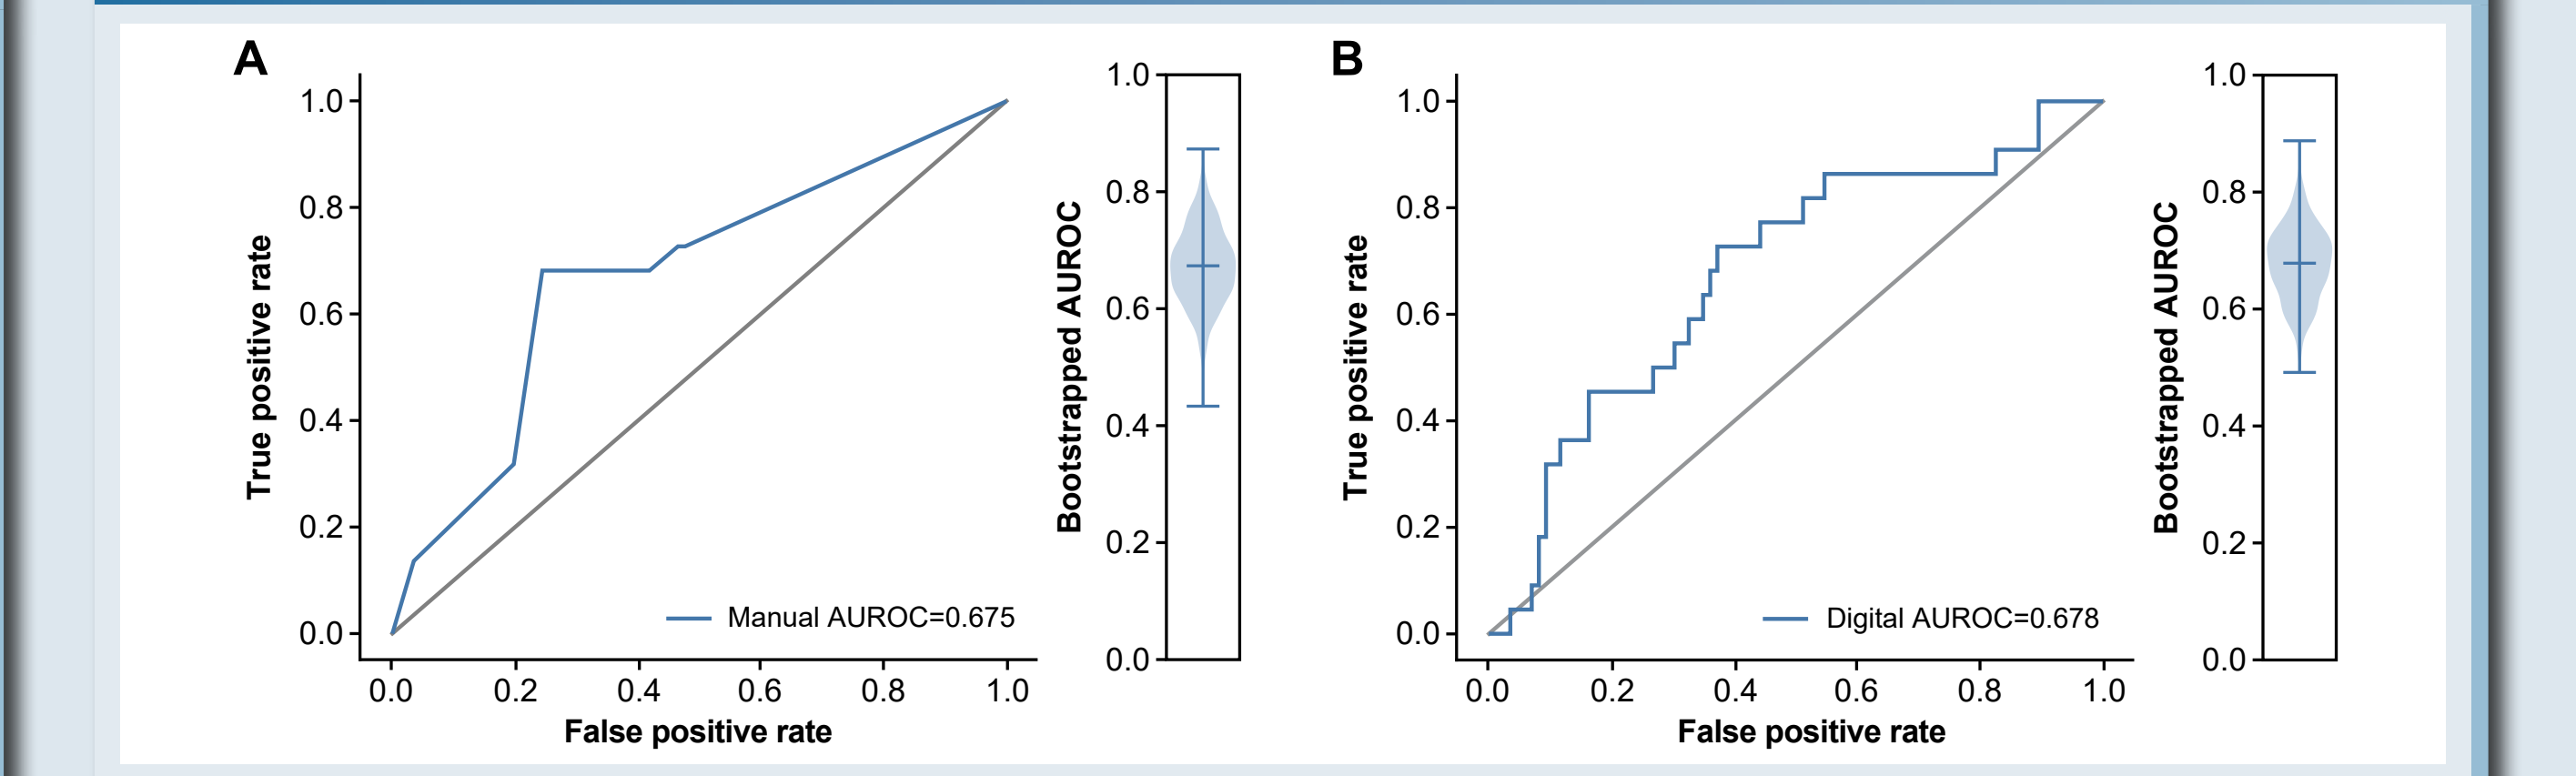 A
True positive rate
1.0
0.8
0.6
0.4
0.2
0.0
0.0 0.2 0.4 0.6 0.8 1.0
False positive rate
Manual AUROC=0.675
Bootstrapped AUROC
1.0
0.8
0.6
0.4
0.2
0.0
B
True positive rate
1.0
0.8
0.6
0.4
0.2
0.0
0.0 0.2 0.4 0.6 0.8 1.0
False positive rate
Digital AUROC=0.678
Bootstrapped AUROC
1.0
0.8
0.6
0.4
0.2
0.0